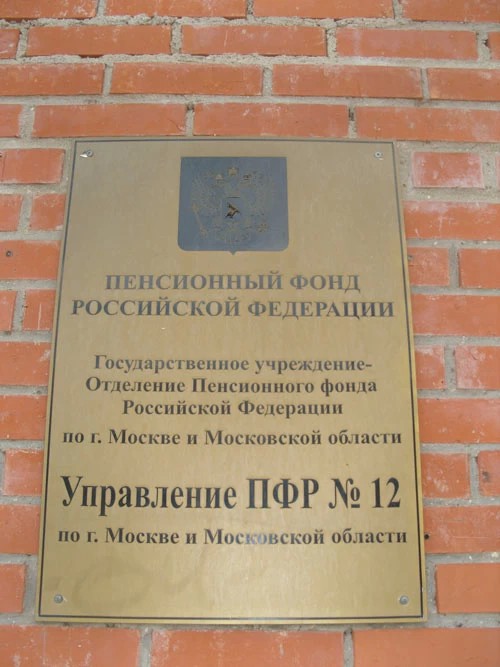 ПЕНСИОННЫЙ ФОНД
РОССИЙСКОЙ ФЕДЕРАЦИИ
Государственное учреждение-
Отделение Пенсионного фонда
Российской Федерации
по г. Москве и Московской области
Управление ПФР № 12
по г. Москве и Московской области